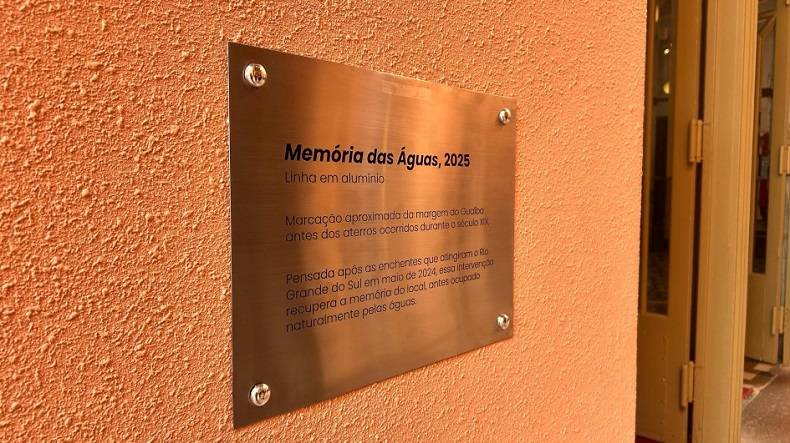 Memória das Águas, 2025
Linha em alumínio
Marcação aproximada da margem do Guaíba
antes dos aterros ocorridos durante o século XIX.
Pensada após as enchentes que atingiram o Rio
Grande do Sul em maio de 2024, essa intervenção
recupera a memória do local, antes ocupado
naturalmente pelas águas.